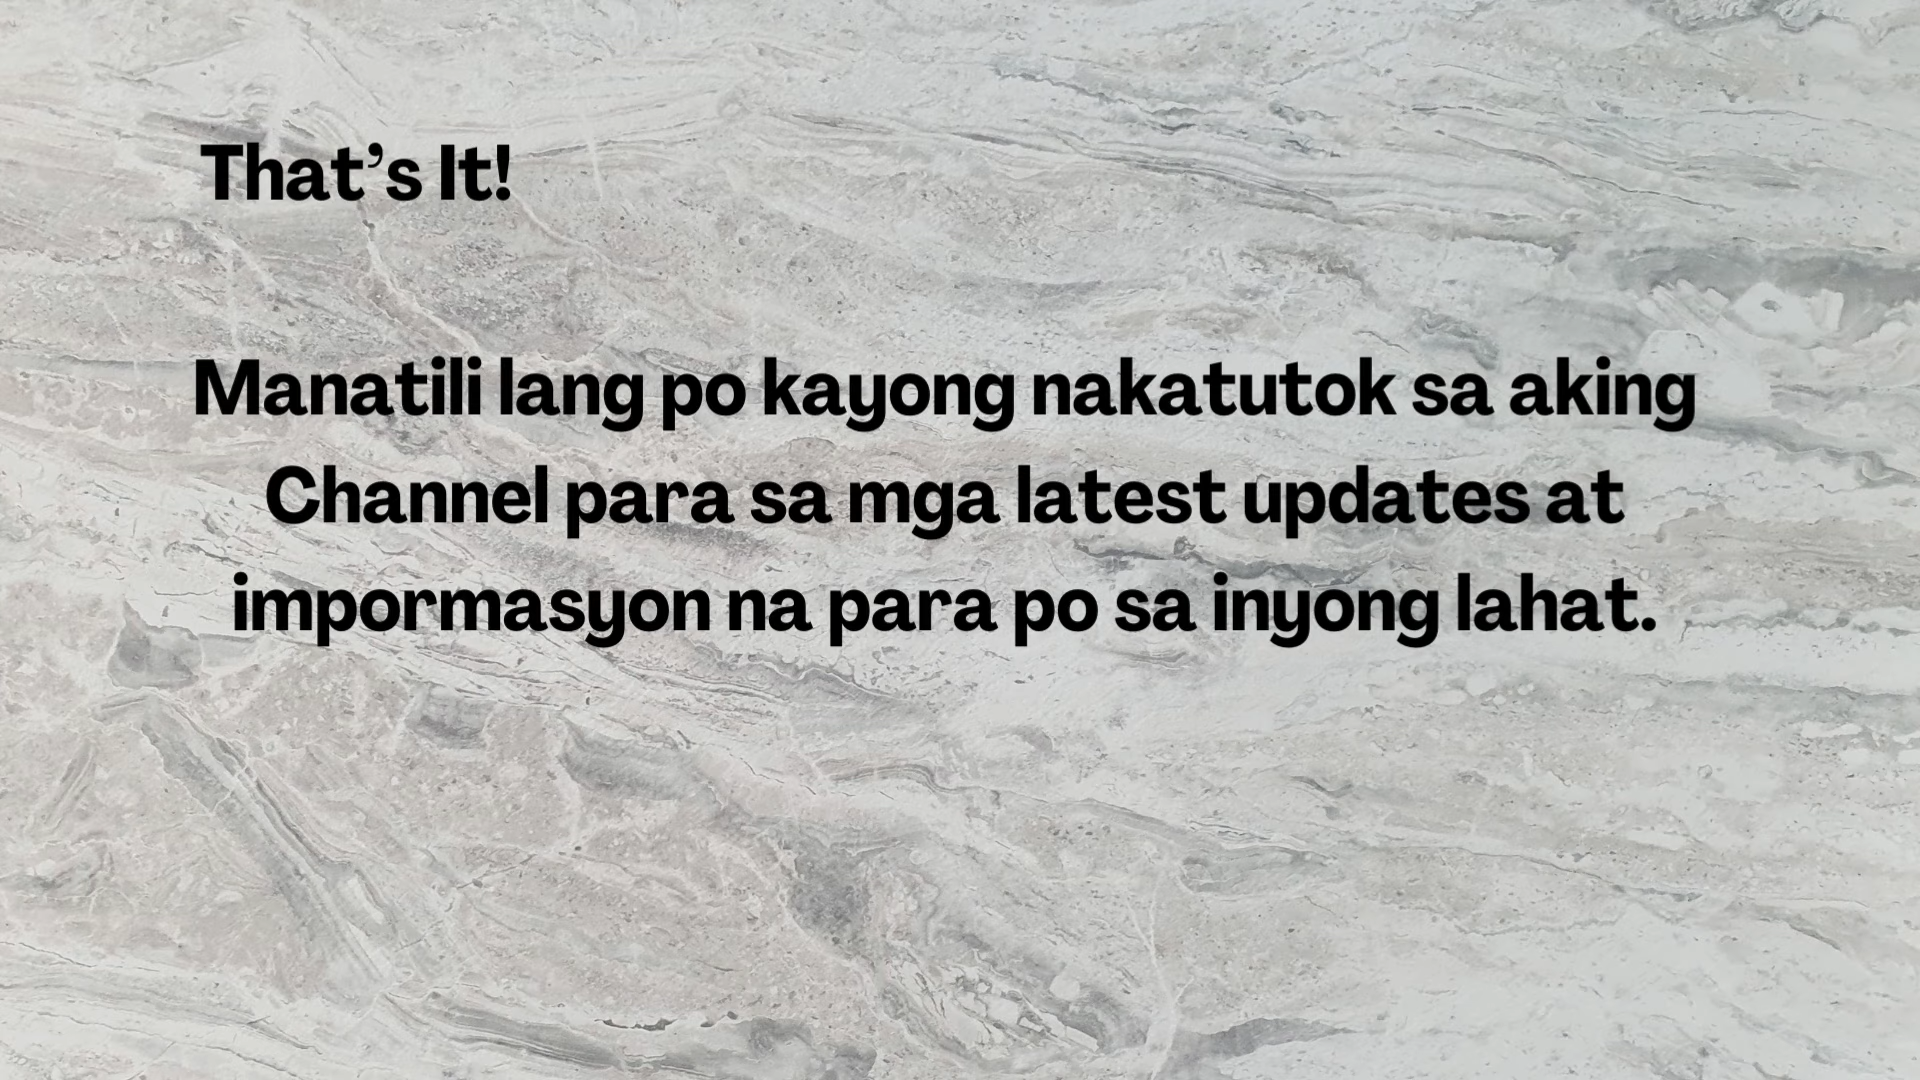 That’s It!
Manatili lang po kayong nakatutok sa aking
Channel para sa mga latest updates at
impormasyon na para po sa inyong lahat.